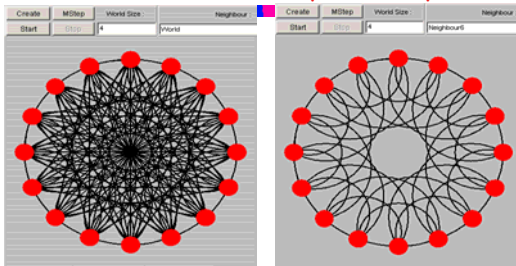 Create MStep World Size : Neighbour :
Start Stop 4 World
Create MStep World Size : Neighbour
Start Stop 4 Neighbour6